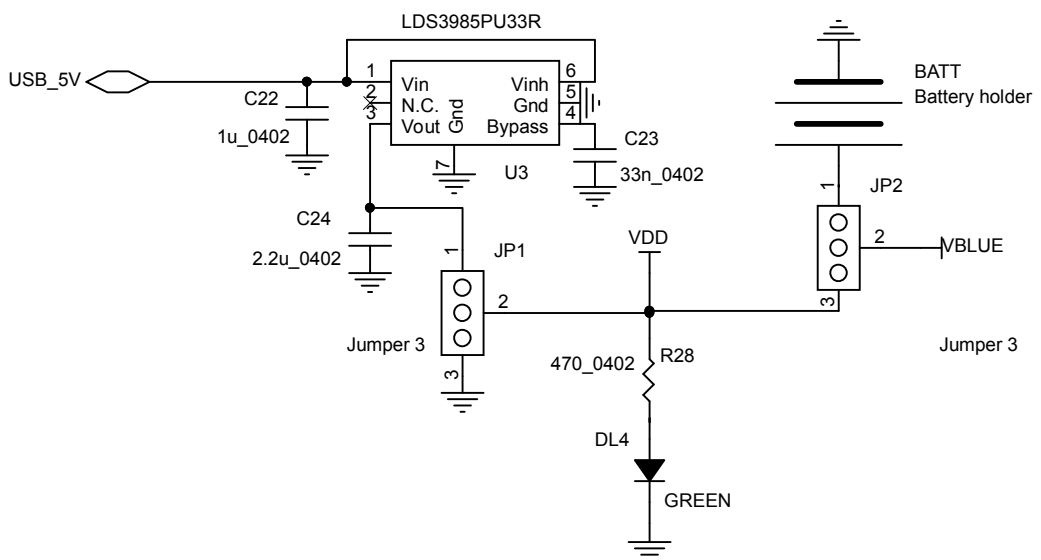 LDS3985PU33R
USB_5V
1
Vin
Vinh
6
2
N.C.
Gnd
Gnd
5
3
Vout
Bypass
4
7
U3
C22
1u_0402
C23
33n_0402
C24
2.2u_0402
BATT
Battery holder
1
JP2
2
VBLUE
3
Jumper 3
VDD
1
JP1
2
3
Jumper 3
470_0402
R28
DL4
GREEN